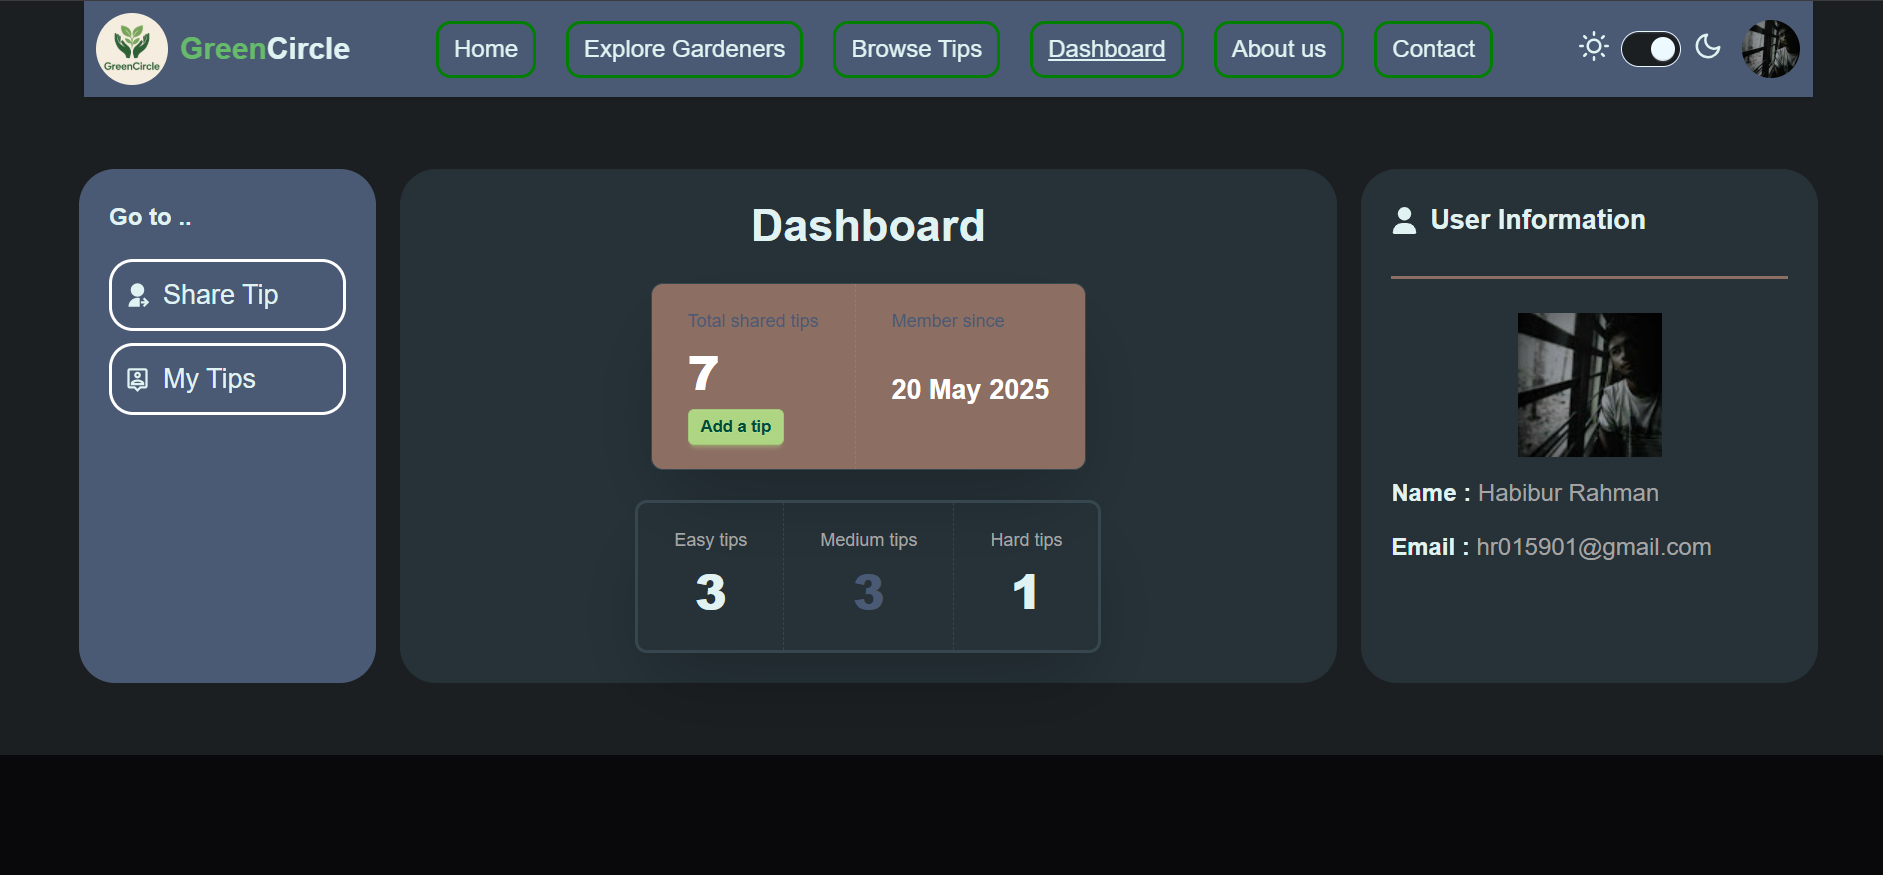 GreenCircle
GreenCircle
Home
Explore Gardeners
Browse Tips
Dashboard
About us
Contact
Go to ..
Share Tip
My Tips
Dashboard
Total shared tips
7
Add a tip
Member since
20 May 2025
Easy tips
3
Medium tips
3
Hard tips
1
User Information
Name : Habibur Rahman
Email : hr015901@gmail.com